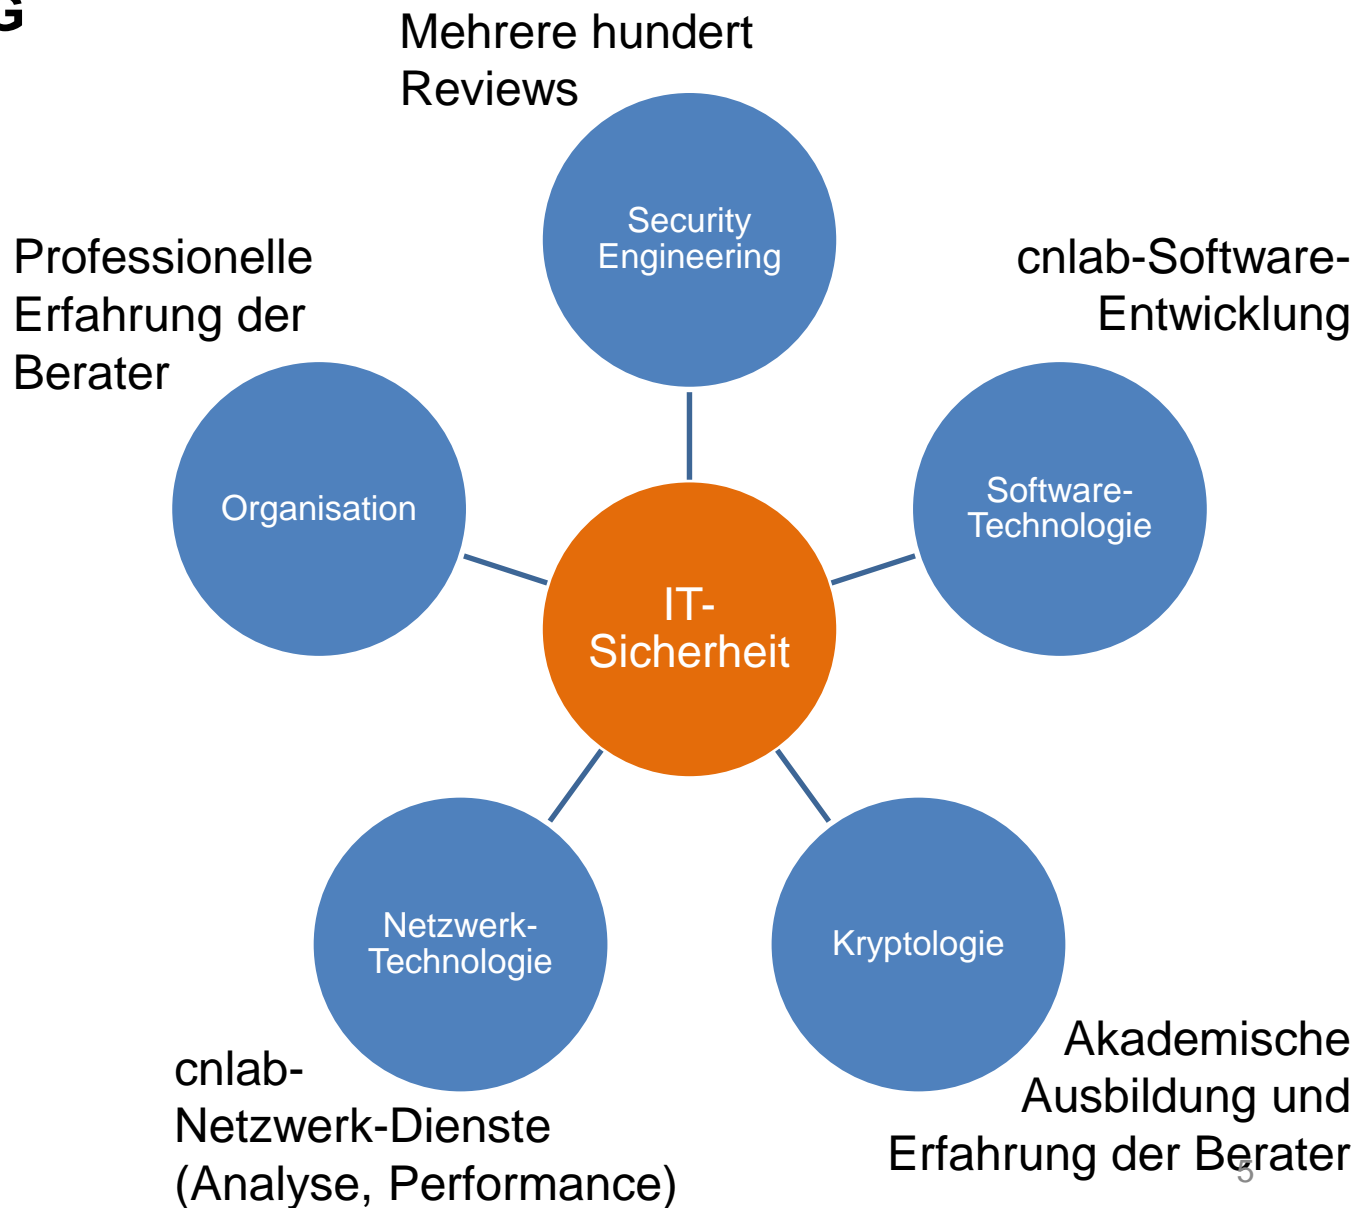 G
Mehrere hundert
Reviews
Security
Engineering
Professionelle
Erfahrung der
Berater
cnlab-Software-
Entwicklung
Organisation
Software-
Technologie
IT-
Sicherheit
Netzwerk-
Technologie
Kryptologie
cnlab-
Netzwerk-Dienste
(Analyse, Performance)
Akademische
Ausbildung und
Erfahrung der Berater
5